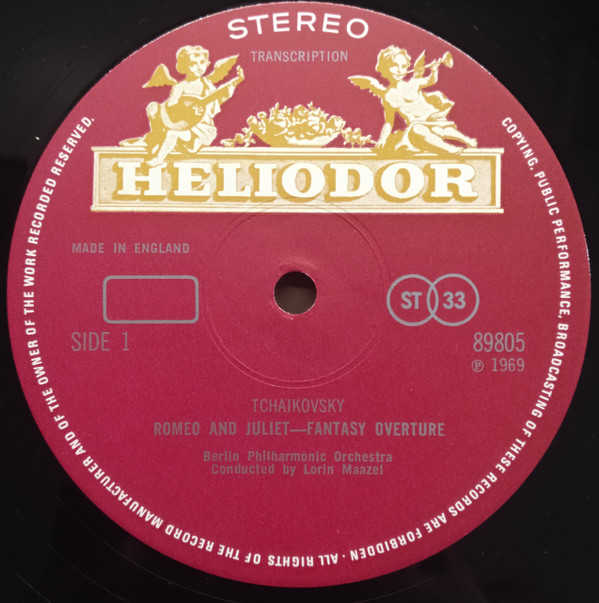 STEREO
TRANSCRIPTION
HELIODOR
MADE IN ENGLAND
ST 33
SIDE 1
89805
℗ 1969
TCHAIKOVSKY
ROMEO AND JULIET—FANTASY OVERTURE
Berlin Philharmonic Orchestra
Conducted by Lorin Maazel
COPYING, PUBLIC PERFORMANCE, BROADCASTING OF THESE RECORDS ARE FORBIDDEN · ALL RIGHTS OF THE RECORD MANUFACTURER AND OF THE OWNER OF THE WORK RECORDED RESERVED.